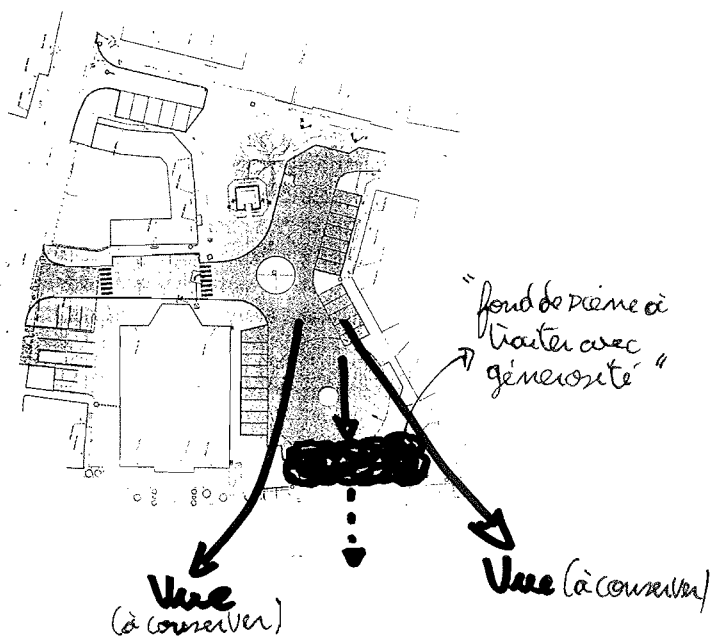 "fond de scène à
traiter avec
générosité"
Vue
(à conserver)
Vue (à conserver)